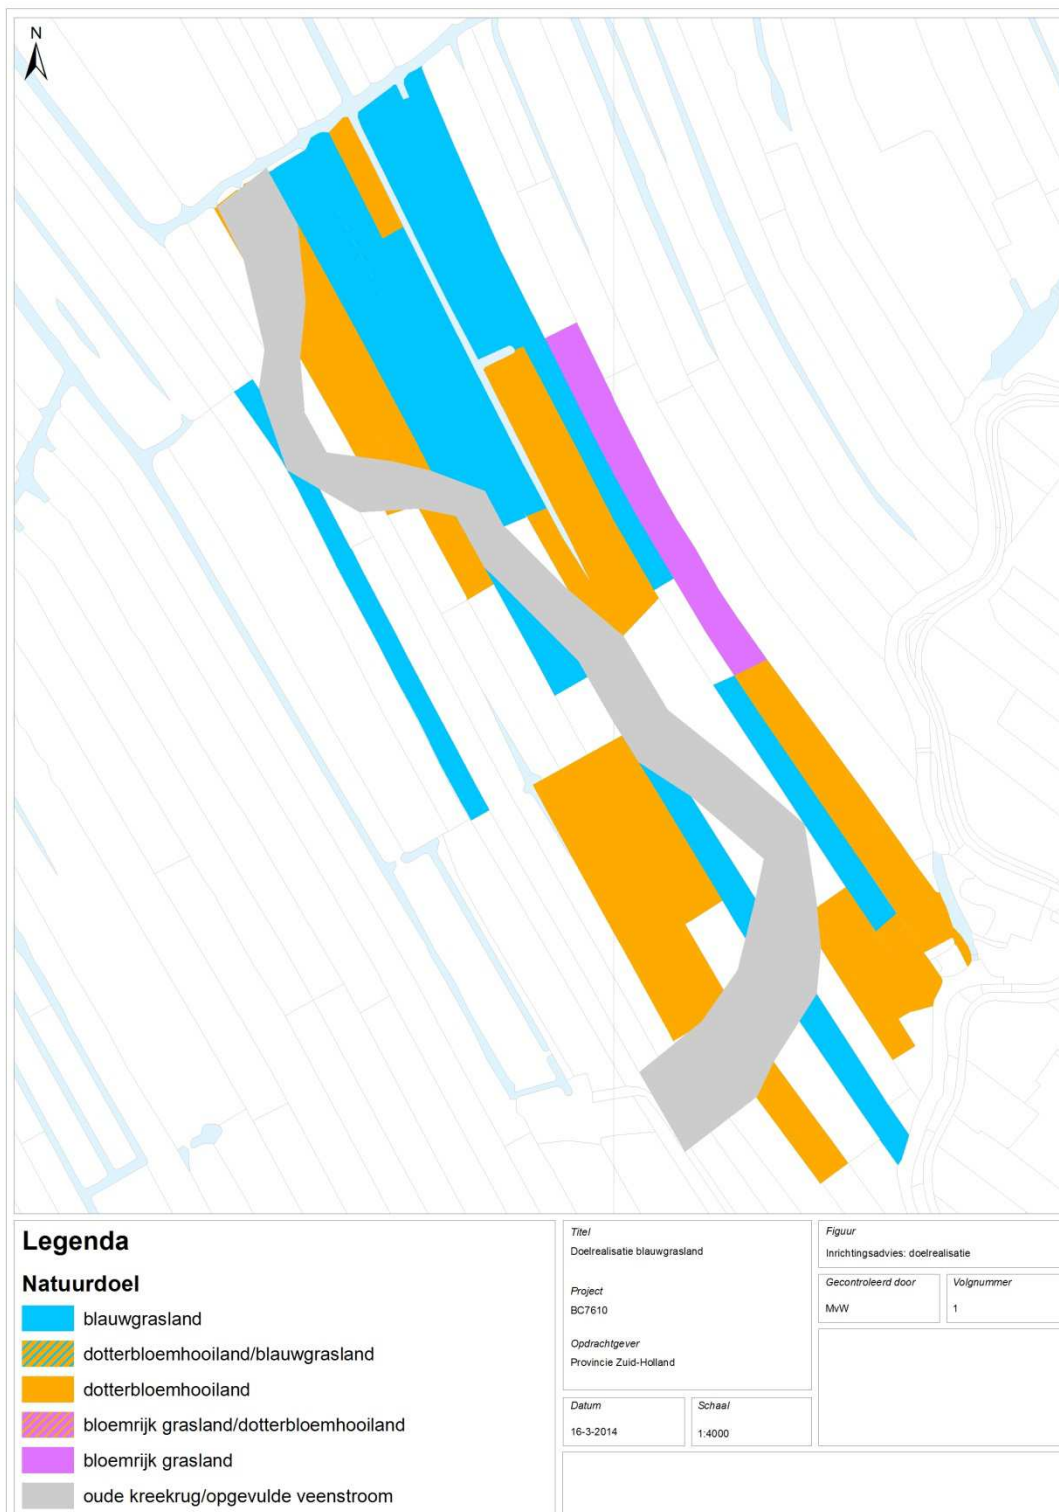 N
Legenda
Natuurdoel
blauwgrasland
dotterbloemhooiland/blauwgrasland
dotterbloemhooiland
bloemrijk grasland/dotterbloemhooiland
bloemrijk grasland
oude kreekrug/opgevulde veenstroom
Titel
Doelrealisatie blauwgrasland
Project
BC7610
Opdrachtgever
Provincie Zuid-Holland
Datum
16-3-2014
Schaal
1:4000
Figuur
Inrichtingsadvies: doelrealisatie
Gecontroleerd door
MvW
Volgnummer
1